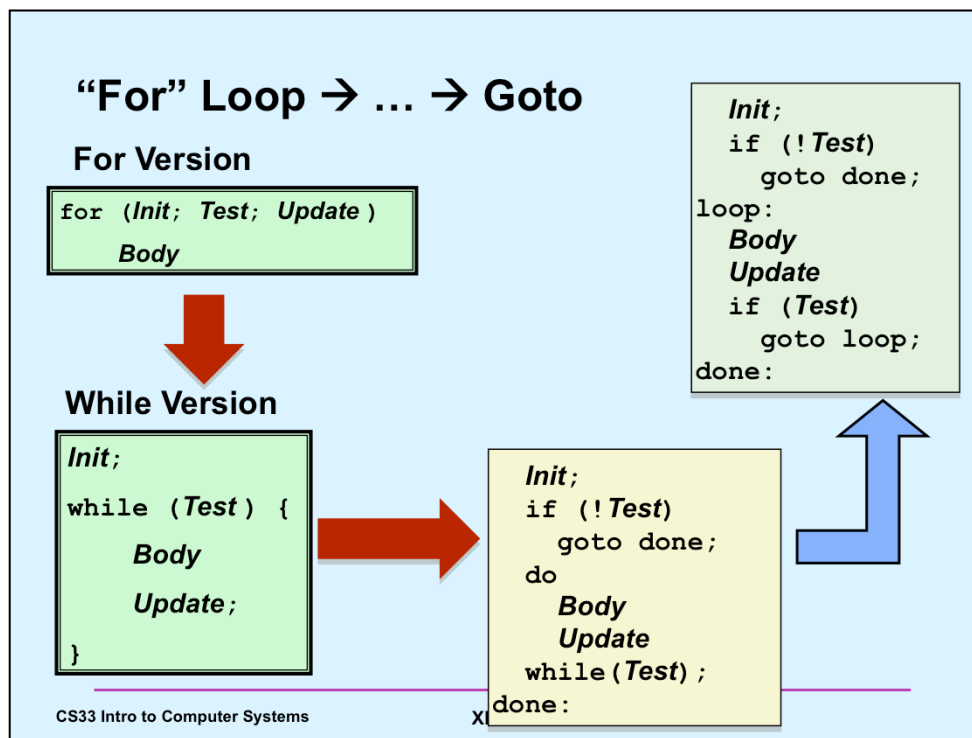 “For” Loop → … → Goto
For Version
for (Init; Test; Update )
Body
While Version
Init;
while (Test ) {
Body
Update;
}
Init;
if (!Test)
goto done;
do
Body
Update
while(Test);
done:
Init;
if (!Test)
goto done;
loop:
Body
Update
if (Test)
goto loop;
done:
CS33 Intro to Computer Systems